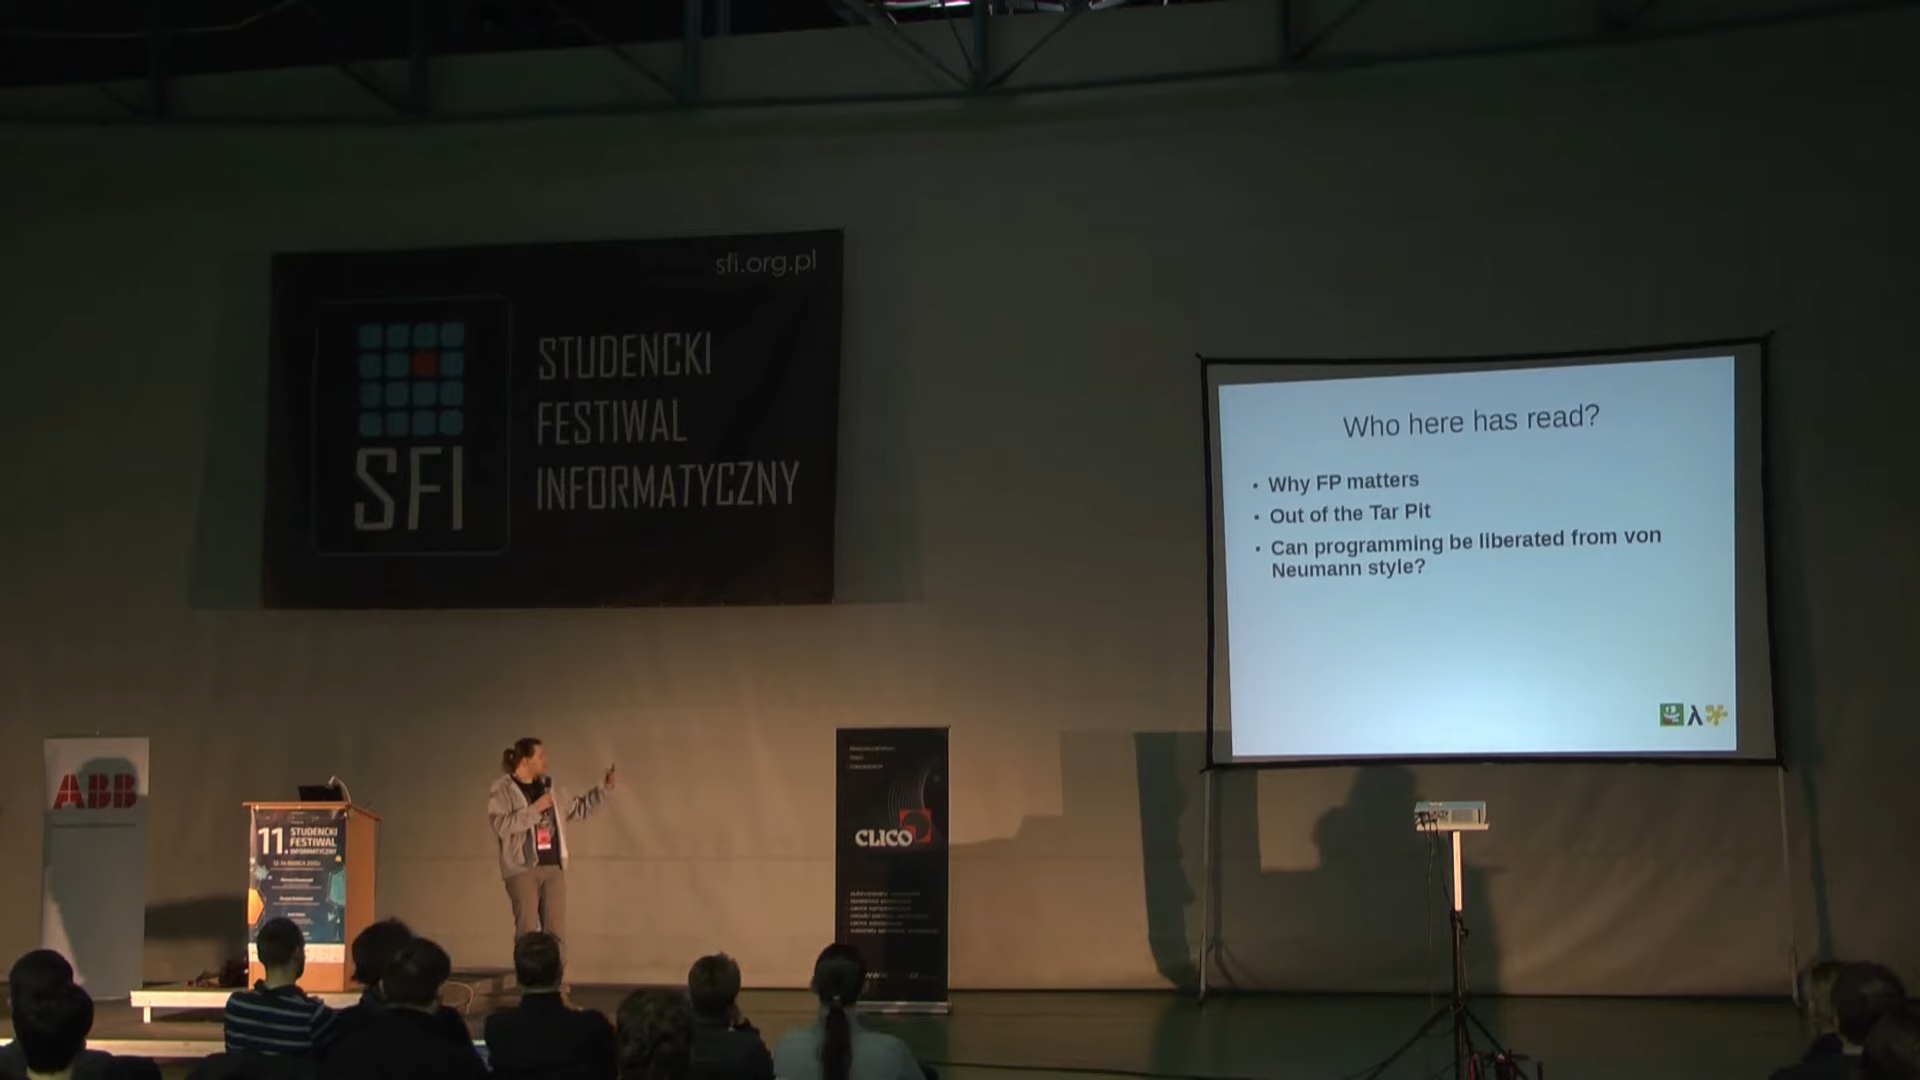 sfi.org.pl
SFI
STUDENCKI
FESTIWAL
INFORMATYCZNY
Who here has read?
• Why FP matters
• Out of the Tar Pit
• Can programming be liberated from von
Neumann style?
λ
ABB
11.
STUDENCKI
FESTIWAL
INFORMATYCZNY
CLICO